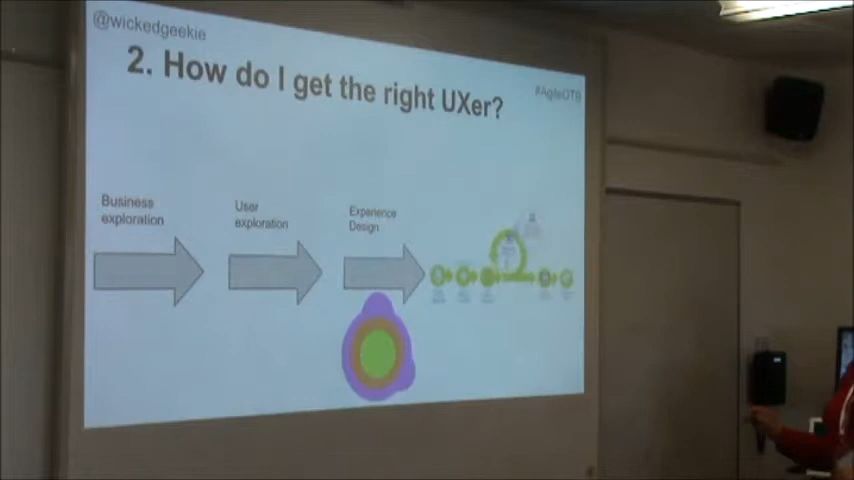 @wickedgeekie
2. How do I get the right UXer?
#AgileOTB
Business
exploration
User
exploration
Experience
Design